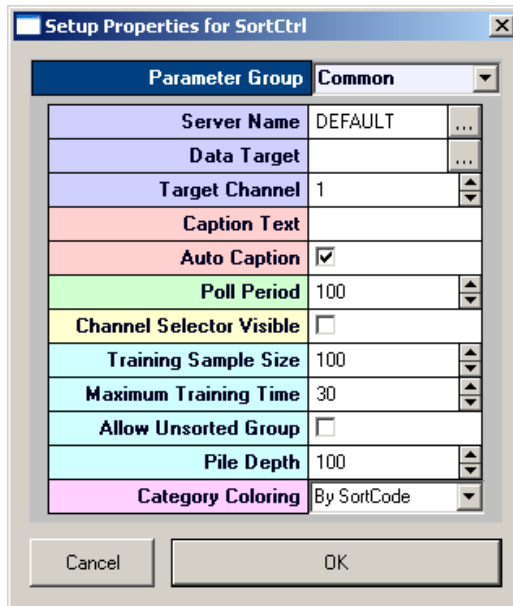 Setup Properties for SortCtrl
Parameter Group Common
Server Name DEFAULT ...
Data Target ...
Target Channel 1
Caption Text
Auto Caption
Poll Period 100
Channel Selector Visible
Training Sample Size 100
Maximum Training Time 30
Allow Unsorted Group
Pile Depth 100
Category Coloring By SortCode
Cancel OK